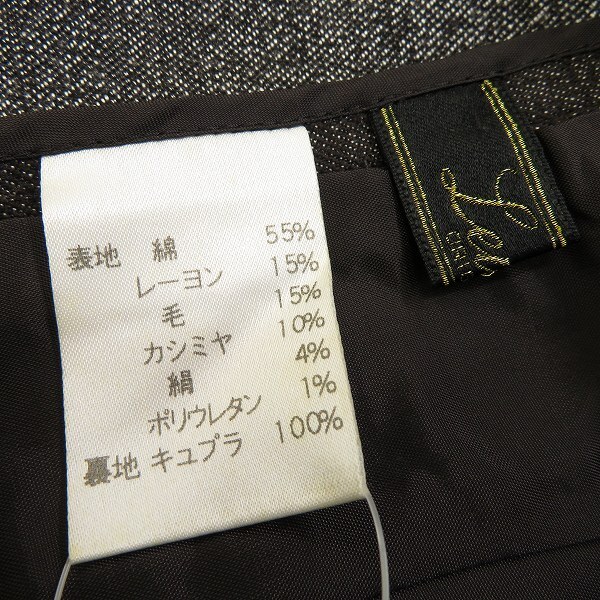 表地 綿 55%
レーヨン 15%
毛 15%
カシミヤ 10%
絹 4%
ポリウレタン 1%
裏地 キュプラ 100%